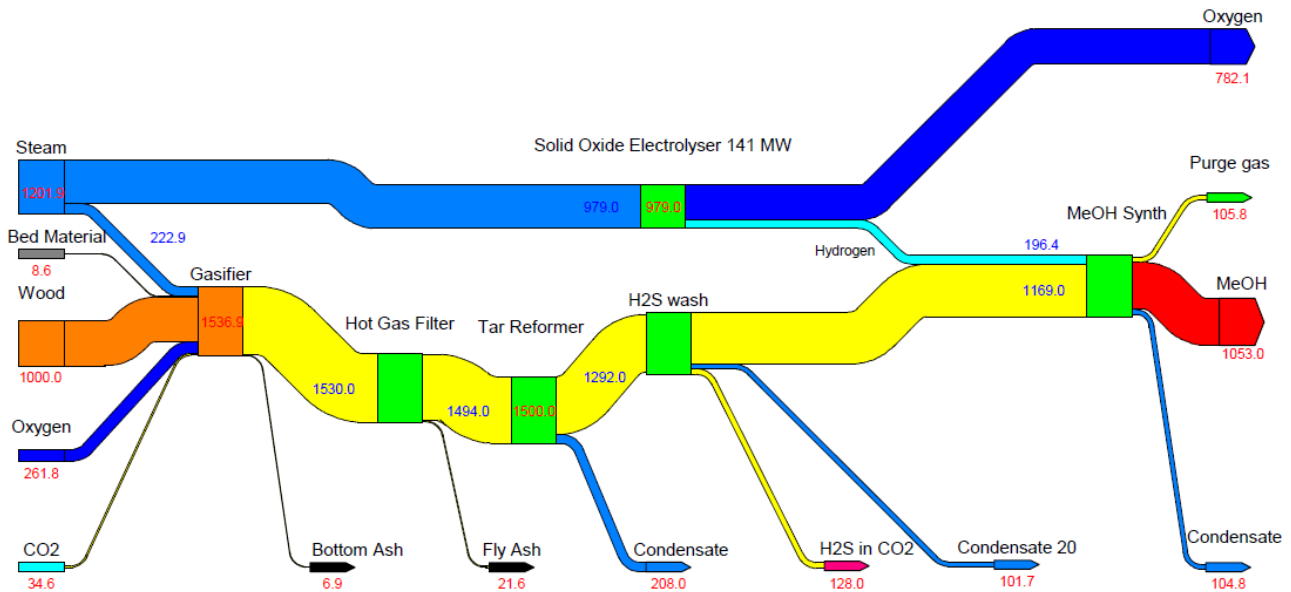 Oxygen
782.1
Solid Oxide Electrolyser 141 MW
Steam
1201.9
979.0
979.0
Purge gas
105.8
MeOH Synth
Bed Material
8.6
222.9
Hydrogen
196.4
Wood
1000.0
Gasifier
1536.9
Hot Gas Filter
Tar Reformer
H2S wash
MeOH
1053.0
1169.0
1530.0
1494.0
1500.0
1292.0
Oxygen
261.8
CO2
34.6
Bottom Ash
6.9
Fly Ash
21.6
Condensate
208.0
H2S in CO2
128.0
Condensate 20
101.7
Condensate
104.8